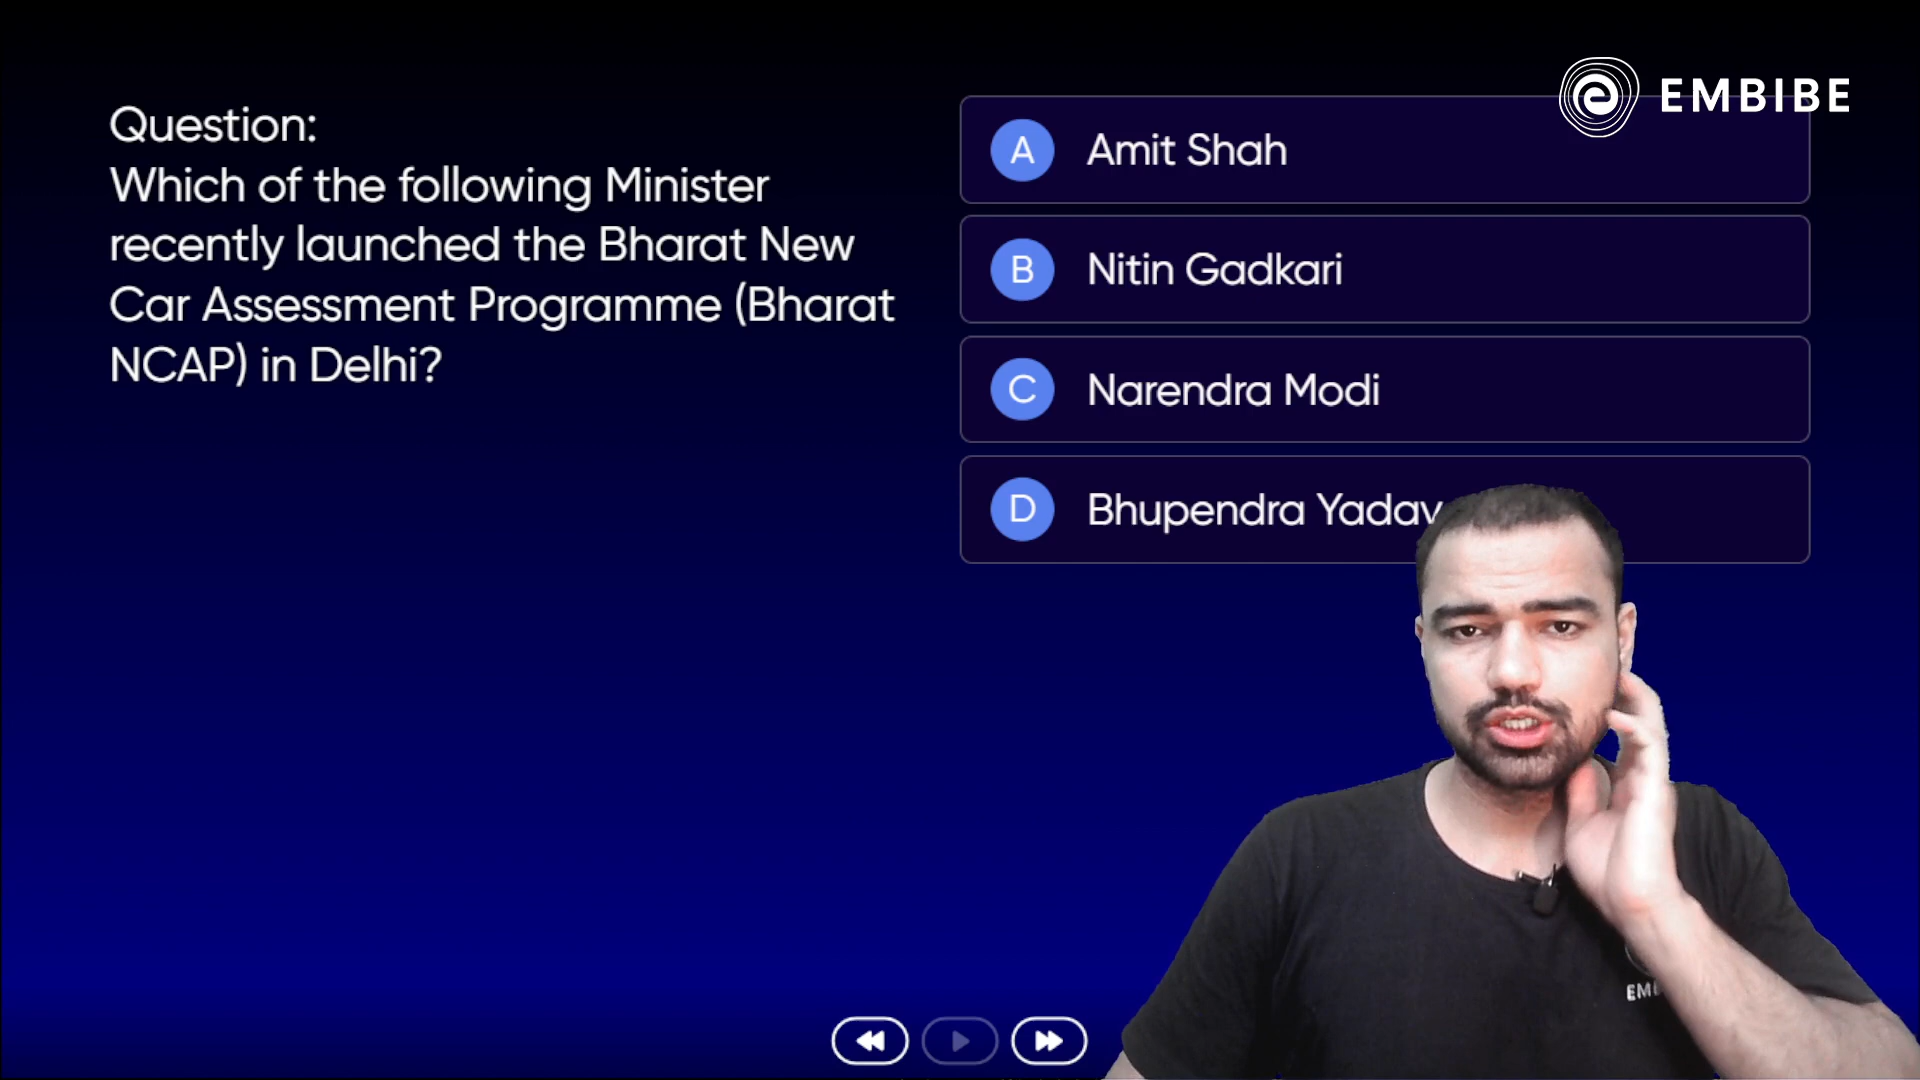 Question:
Which of the following Minister
recently launched the Bharat New
Car Assessment Programme (Bharat
NCAP) in Delhi?
EMBIBE
A Amit Shah
B Nitin Gadkari
C Narendra Modi
D Bhupendra Yadav